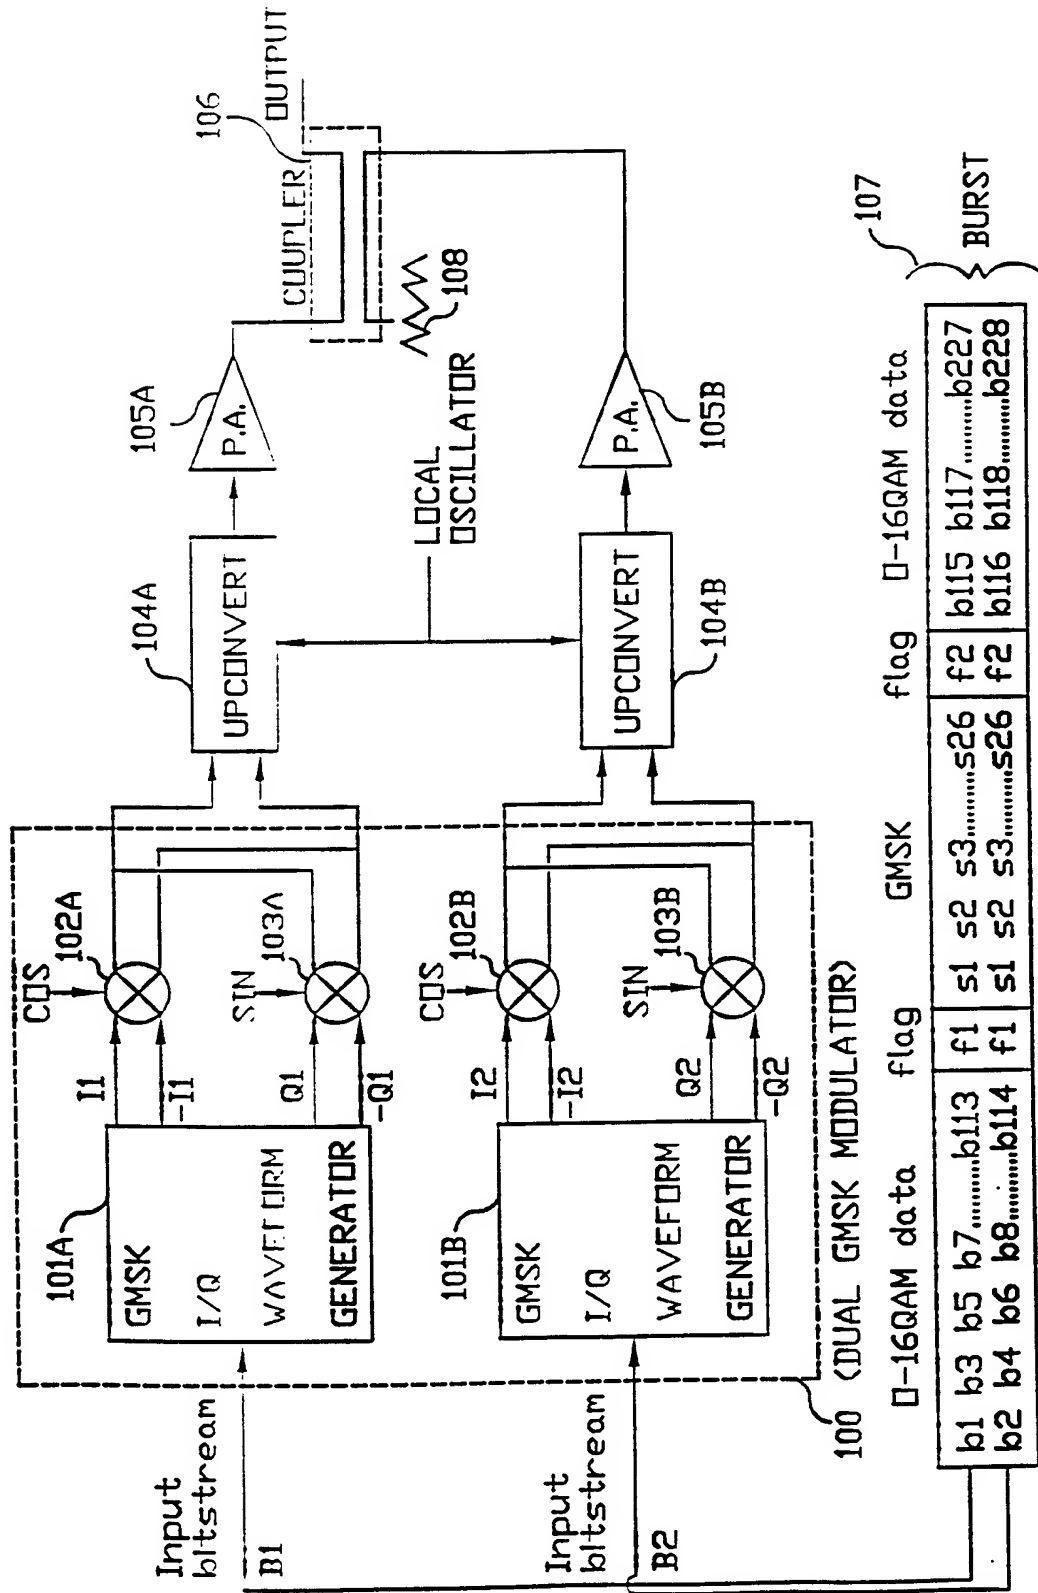 Input
bitstream
B1
101A
GMSK
I/Q
WAVEFORM
GENERATOR
I1
-I1
Q1
-Q1
COS
102A
SIN
103A
104A
UPCONVERT
105A
P.A.
COUPLER
106
OUTPUT
108
LOCAL
OSCILLATOR
Input
bitstream
B2
101B
GMSK
I/Q
WAVEFORM
GENERATOR
I2
-I2
Q2
-Q2
COS
102B
SIN
103B
104B
UPCONVERT
105B
P.A.
100 (DUAL GMSK MODULATOR)
O-16QAM data flag GMSK flag O-16QAM data
107
b1 b3 b5 b7..........b113 f1 s1 s2 s3..........s26 f2 b115 b117..........b227
b2 b4 b6 b8..........b114 f1 s1 s2 s3..........s26 f2 b116 b118..........b228
BURST